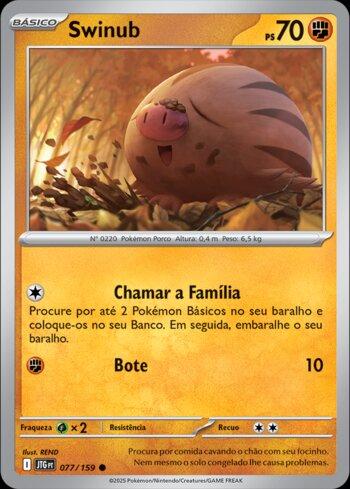 BÁSICO
Swinub
PS 70
Nº 0220 Pokémon Porco Altura: 0,4 m Peso: 6,5 kg
Chamar a Família
Procure por até 2 Pokémon Básicos no seu baralho e
coloque-os no seu Banco. Em seguida, embaralhe o seu
baralho.
Bote 10
Fraqueza ×2 Resistência Recuo
Ilust. REND
I JTG PT 077/159
Procura por comida cavando o chão com seu focinho.
Nem mesmo o solo congelado lhe causa problemas.
©2025 Pokémon/Nintendo/Creatures/GAME FREAK